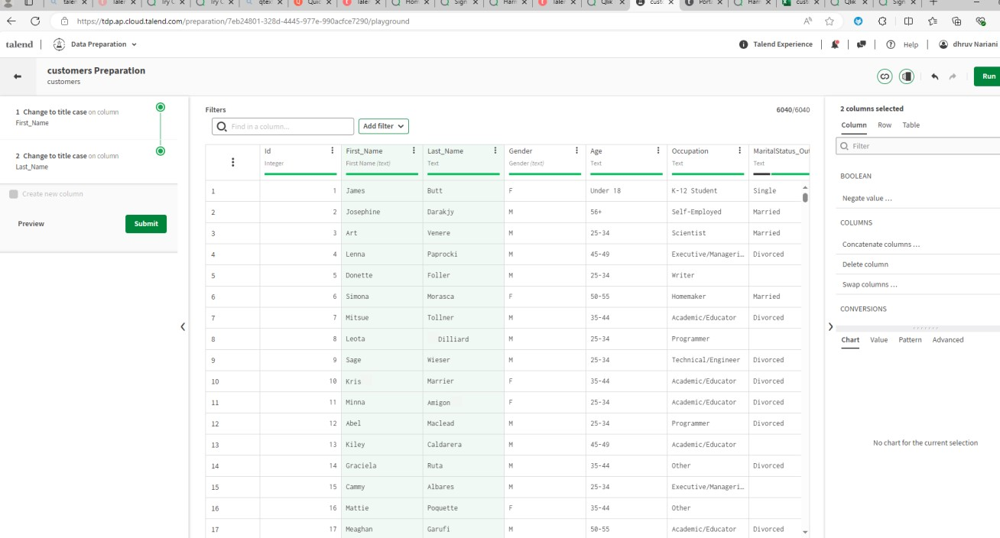 taler Taler Try C Try C qtex Quic Taler Hom Sign Harr Taler Qlik cust Porta Harr cust Qlik Sign
https://tdp.ap.cloud.talend.com/preparation/7eb24801-328d-4445-977e-990acfce7290/playground
talend Data Preparation Talend Experience Help dhruv Nariani
customers Preparation
customers
Run
1 Change to title case on column
First_Name
2 Change to title case on column
Last_Name
Create new column
Preview Submit
Filters 6040/6040
Find in a column... Add filter
Id First_Name Last_Name Gender Age Occupation MaritalStatus_Out
Integer First Name (text) Text Gender (text) Text Text Text
1 1 James Butt F Under 18 K-12 Student Single
2 2 Josephine Darakjy M 56+ Self-Employed Married
3 3 Art Venere M 25-34 Scientist Married
4 4 Lenna Paprocki M 45-49 Executive/Manageri… Divorced
5 5 Donette Foller M 25-34 Writer
6 6 Simona Morasca F 50-55 Homemaker Married
7 7 Mitsue Tollner M 35-44 Academic/Educator Divorced
8 8 Leota Dilliard M 25-34 Programmer
9 9 Sage Wieser M 25-34 Technical/Engineer Divorced
10 10 Kris Marrier F 35-44 Academic/Educator Divorced
11 11 Minna Amigon F 25-34 Academic/Educator Divorced
12 12 Abel Maclead M 25-34 Programmer Divorced
13 13 Kiley Caldarera M 45-49 Academic/Educator
14 14 Graciela Ruta M 35-44 Other Divorced
15 15 Cammy Albares M 25-34 Executive/Manageri…
16 16 Mattie Poquette F 35-44 Other
17 17 Meaghan Garufi M 50-55 Academic/Educator Divorced
2 columns selected
Column Row Table
Filter
BOOLEAN
Negate value …
COLUMNS
Concatenate columns …
Delete column
Swap columns …
CONVERSIONS
Chart Value Pattern Advanced
No chart for the current selection